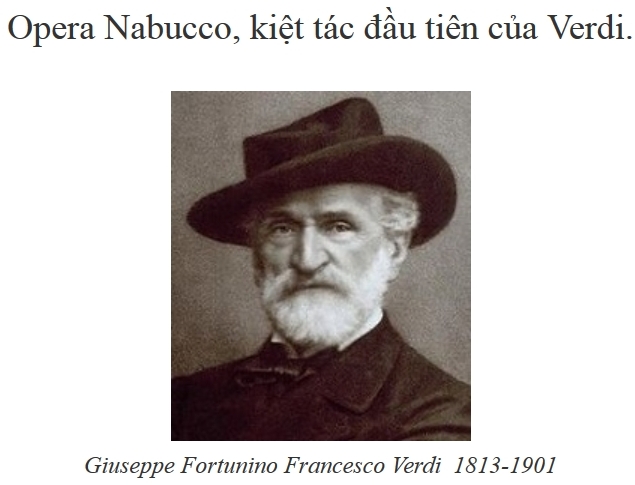 Opera Nabucco, kiệt tác đầu tiên của Verdi.
Giuseppe Fortunino Francesco Verdi  1813-1901